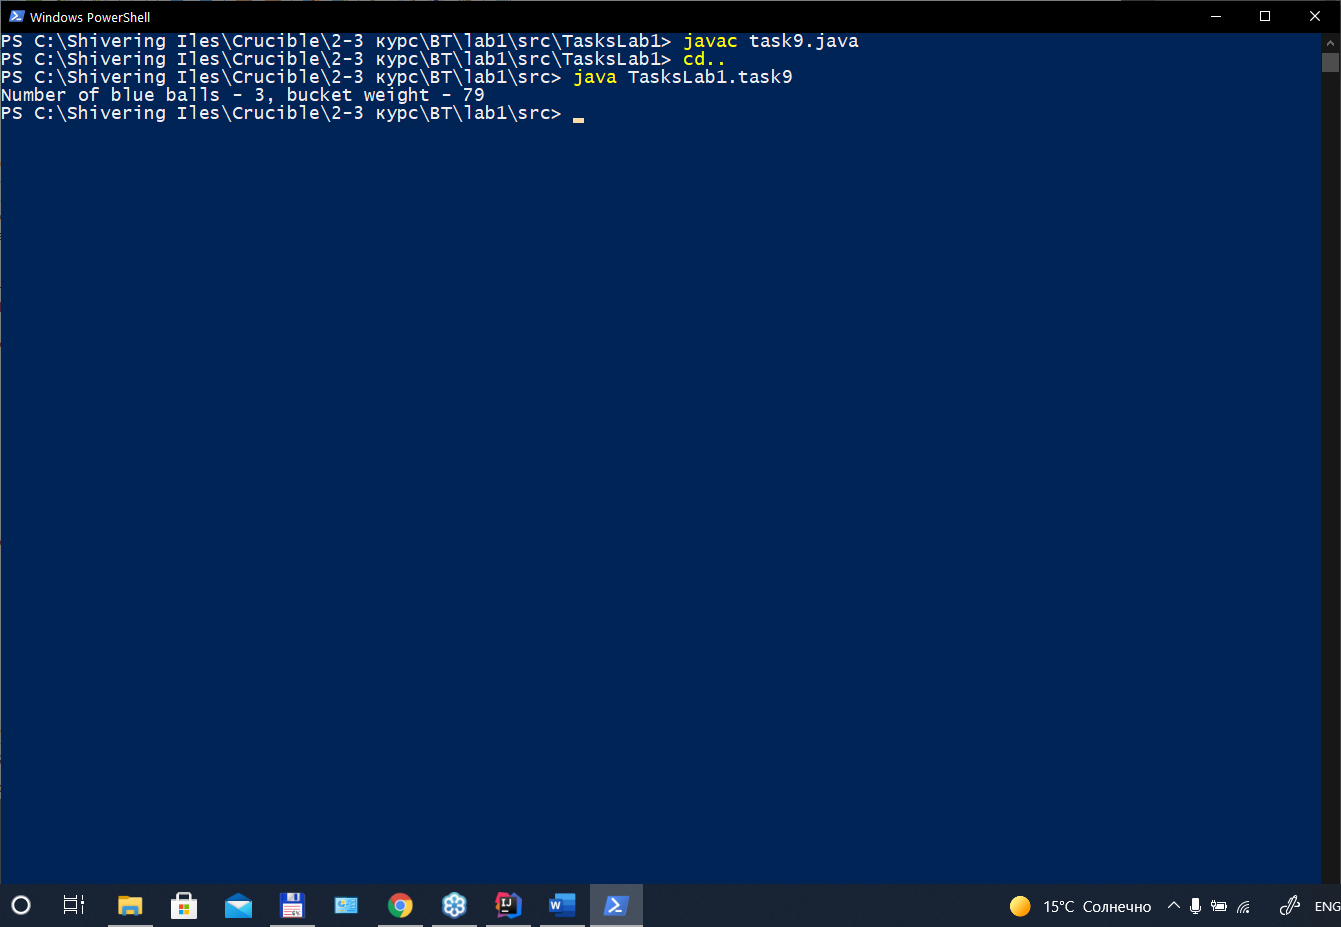 Windows PowerShell
PS C:\Shivering Iles\Crucible\2-3 курс\ВТ\lab1\src\TasksLab1> javac task9.java
PS C:\Shivering Iles\Crucible\2-3 курс\ВТ\lab1\src\TasksLab1> cd..
PS C:\Shivering Iles\Crucible\2-3 курс\ВТ\lab1\src> java TasksLab1.task9
Number of blue balls - 3, bucket weight - 79
PS C:\Shivering Iles\Crucible\2-3 курс\ВТ\lab1\src>
15°C Солнечно ENG